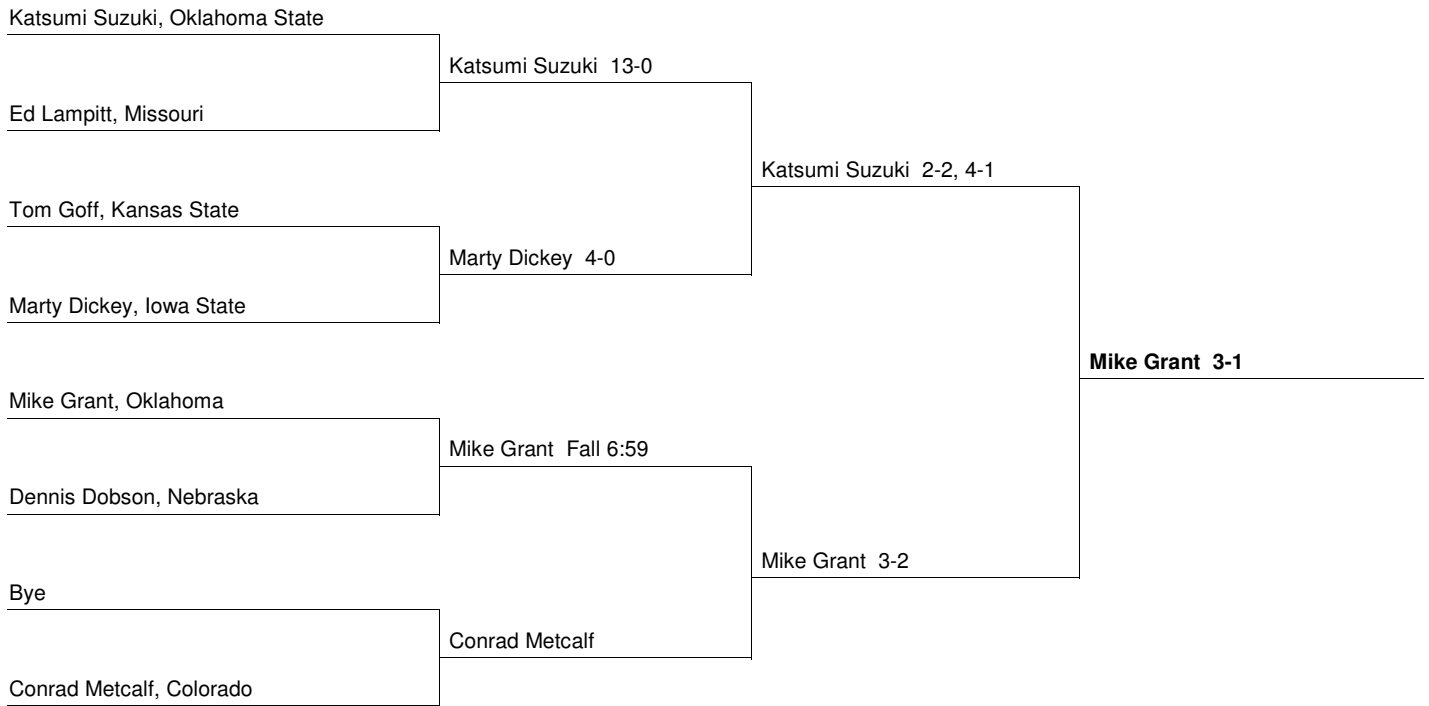 Katsumi Suzuki, Oklahoma State
Katsumi Suzuki 13-0
Ed Lampitt, Missouri
Katsumi Suzuki 2-2, 4-1
Tom Goff, Kansas State
Marty Dickey 4-0
Marty Dickey, Iowa State
Mike Grant 3-1
Mike Grant, Oklahoma
Mike Grant Fall 6:59
Dennis Dobson, Nebraska
Mike Grant 3-2
Bye
Conrad Metcalf
Conrad Metcalf, Colorado